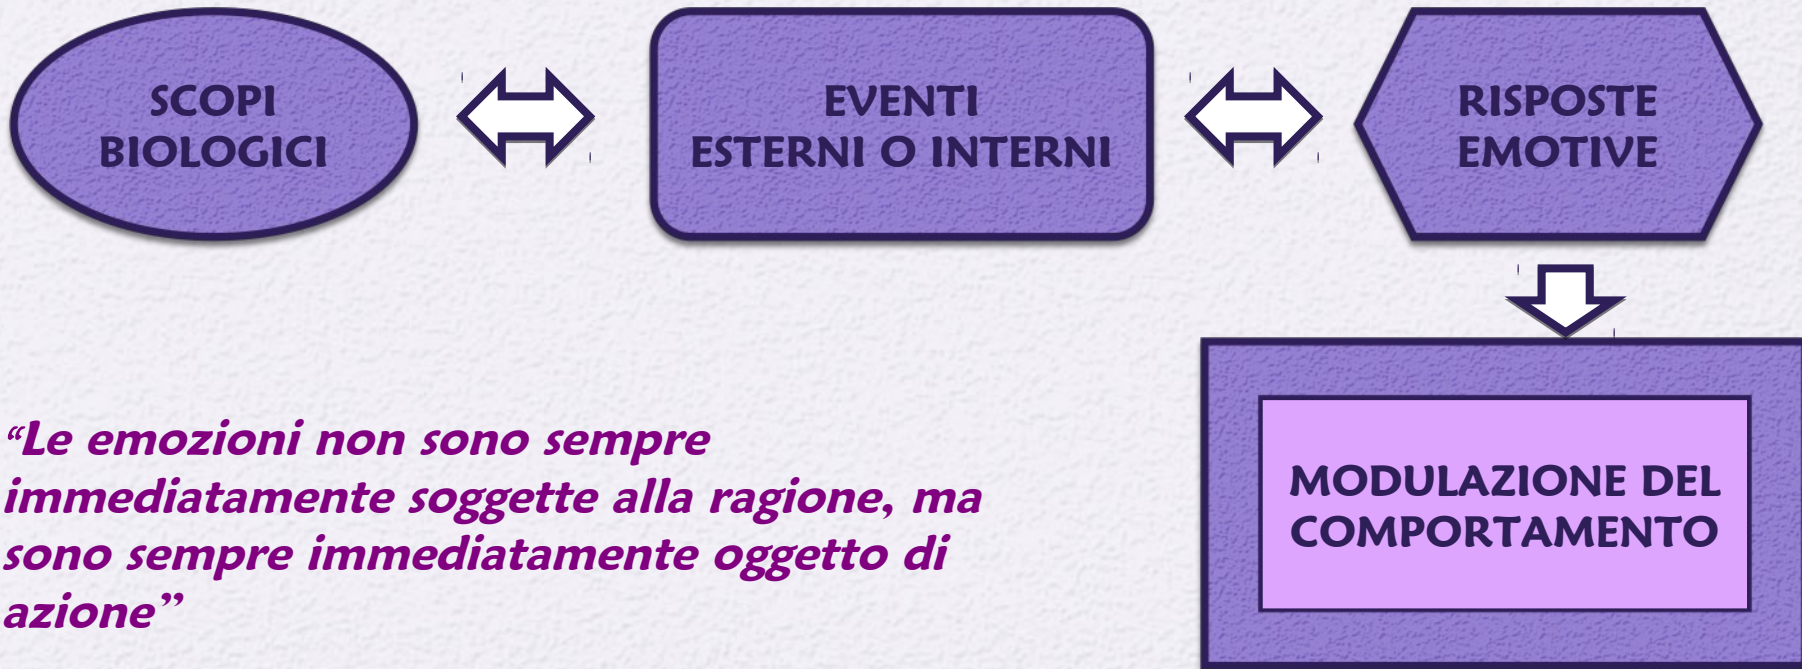 SCOPI
BIOLOGICI
EVENTI
ESTERNI O INTERNI
RISPOSTE
EMOTIVE
MODULAZIONE DEL
COMPORTAMENTO
“Le emozioni non sono sempre
immediatamente soggette alla ragione, ma
sono sempre immediatamente oggetto di
azione”